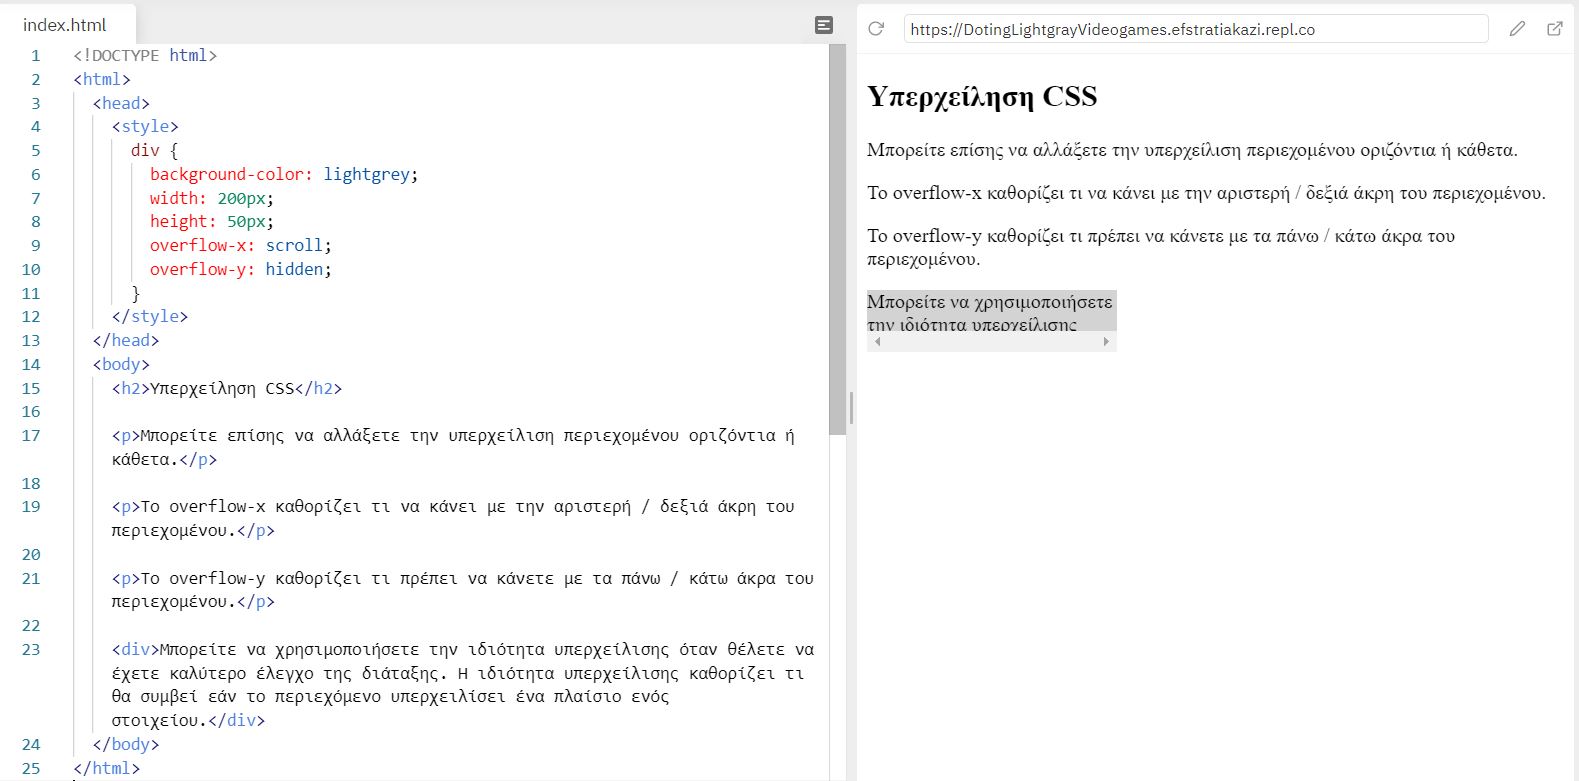 index.html
1 <!DOCTYPE html>
2 <html>
3 <head>
4 <style>
5 div {
6 background-color: lightgrey;
7 width: 200px;
8 height: 50px;
9 overflow-x: scroll;
10 overflow-y: hidden;
11 }
12 </style>
13 </head>
14 <body>
15 <h2>Υπερχείληση CSS</h2>
16
17 <p>Μπορείτε επίσης να αλλάξετε την υπερχείλιση περιεχομένου οριζόντια ή
κάθετα.</p>
18
19 <p>Το overflow-x καθορίζει τι να κάνει με την αριστερή / δεξιά άκρη του
περιεχομένου.</p>
20
21 <p>Το overflow-y καθορίζει τι πρέπει να κάνετε με τα πάνω / κάτω άκρα του
περιεχομένου.</p>
22
23 <div>Μπορείτε να χρησιμοποιήσετε την ιδιότητα υπερχείλισης όταν θέλετε να
έχετε καλύτερο έλεγχο της διάταξης. Η ιδιότητα υπερχείλισης καθορίζει τι
θα συμβεί εάν το περιεχόμενο υπερχειλίσει ένα πλαίσιο ενός
στοιχείου.</div>
24 </body>
25 </html>
https://DotingLightgrayVideogames.efstratiakazi.repl.co
Υπερχείληση CSS
Μπορείτε επίσης να αλλάξετε την υπερχείλιση περιεχομένου οριζόντια ή κάθετα.
Το overflow-x καθορίζει τι να κάνει με την αριστερή / δεξιά άκρη του περιεχομένου.
Το overflow-y καθορίζει τι πρέπει να κάνετε με τα πάνω / κάτω άκρα του
περιεχομένου.
Μπορείτε να χρησιμοποιήσετε
την ιδιότητα υπερχείλισης